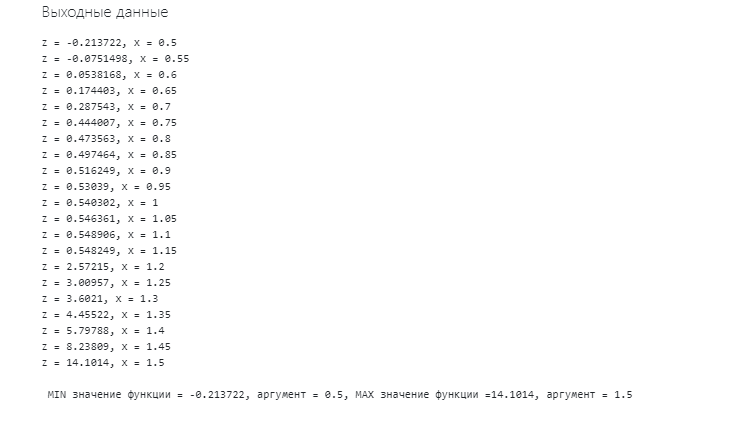 Выходные данные
z = -0.213722, x = 0.5
z = -0.0751498, x = 0.55
z = 0.0538168, x = 0.6
z = 0.174403, x = 0.65
z = 0.287543, x = 0.7
z = 0.444007, x = 0.75
z = 0.473563, x = 0.8
z = 0.497464, x = 0.85
z = 0.516249, x = 0.9
z = 0.53039, x = 0.95
z = 0.540302, x = 1
z = 0.546361, x = 1.05
z = 0.548906, x = 1.1
z = 0.548249, x = 1.15
z = 2.57215, x = 1.2
z = 3.00957, x = 1.25
z = 3.6021, x = 1.3
z = 4.45522, x = 1.35
z = 5.79788, x = 1.4
z = 8.23809, x = 1.45
z = 14.1014, x = 1.5
MIN значение функции = -0.213722, аргумент = 0.5, MAX значение функции =14.1014, аргумент = 1.5